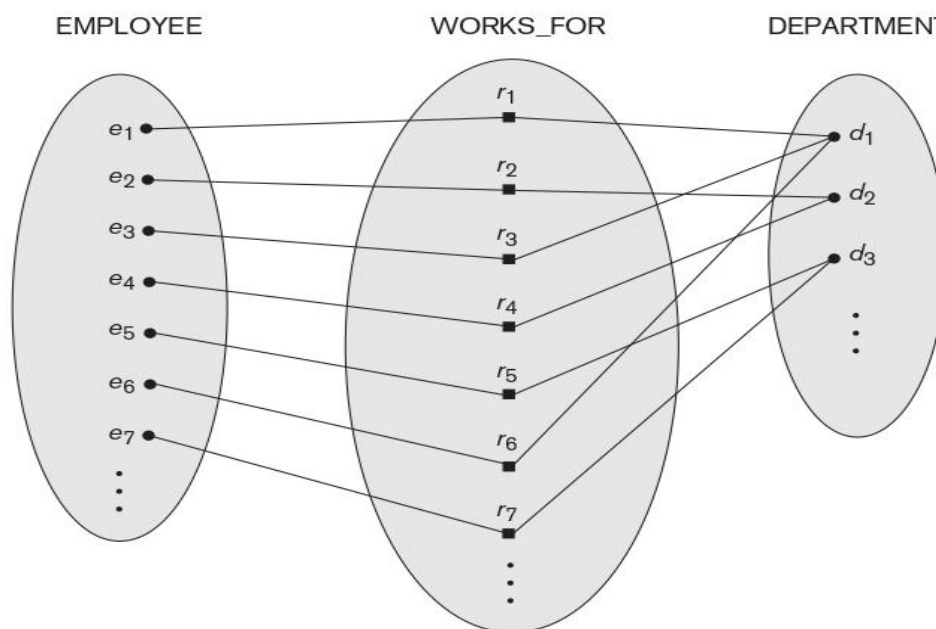 EMPLOYEE WORKS_FOR DEPARTMENT
e1
e2
e3
e4
e5
e6
e7
r1
r2
r3
r4
r5
r6
r7
d1
d2
d3